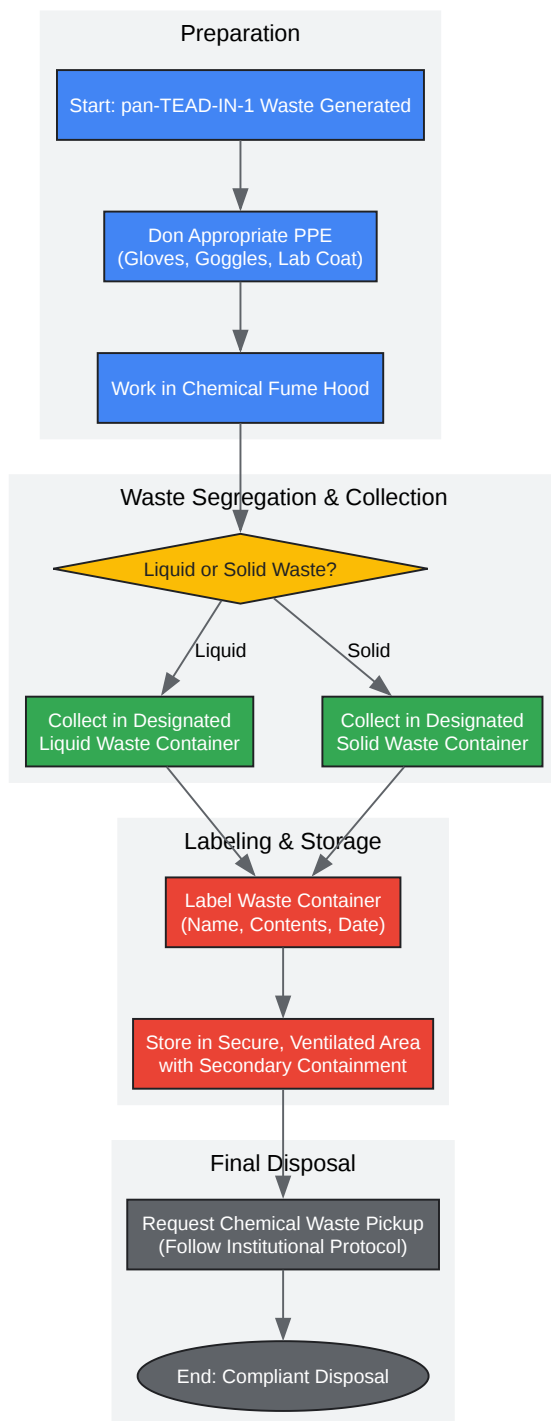 Preparation
Start: pan-TEAD-IN-1 Waste Generated
Don Appropriate PPE
(Gloves, Goggles, Lab Coat)
Work in Chemical Fume Hood
Waste Segregation & Collection
Liquid or Solid Waste?
Liquid
Solid
Collect in Designated
Liquid Waste Container
Collect in Designated
Solid Waste Container
Labeling & Storage
Label Waste Container
(Name, Contents, Date)
Store in Secure, Ventilated Area
with Secondary Containment
Final Disposal
Request Chemical Waste Pickup
(Follow Institutional Protocol)
End: Compliant Disposal